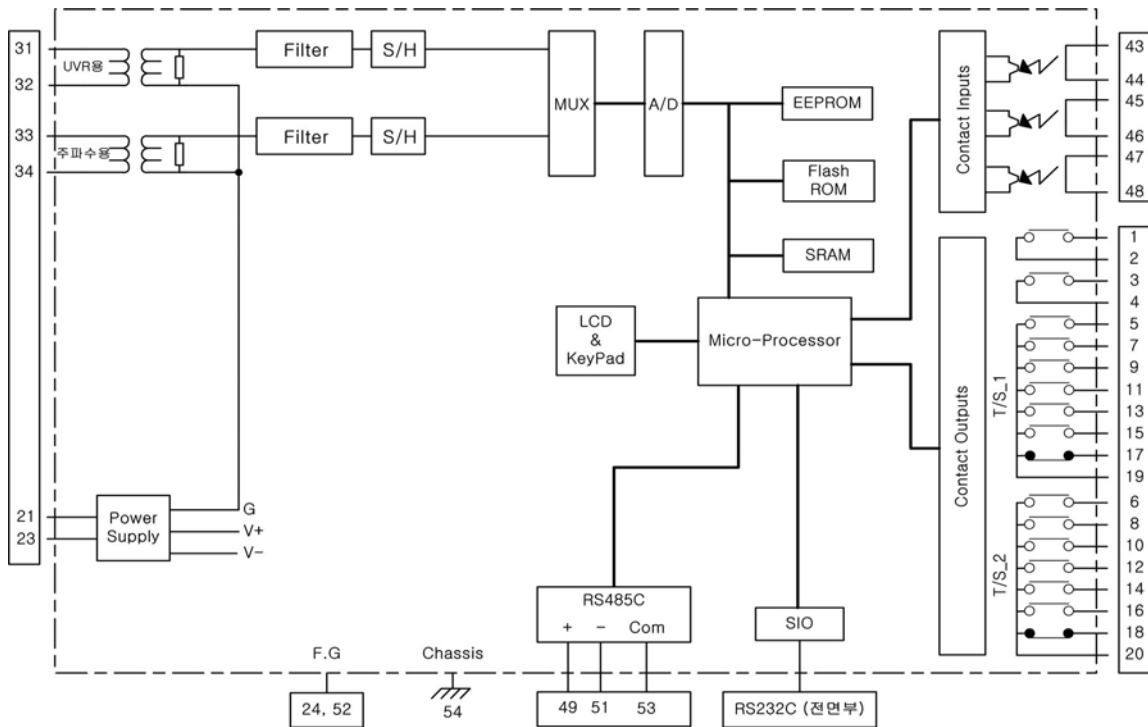 31
UVR용
32
33
주파수용
34
Filter
S/H
Filter
S/H
MUX
A/D
EEPROM
Flash
ROM
SRAM
LCD
&
KeyPad
Micro-Processor
Contact Inputs
43
44
45
46
47
48
Contact Outputs
T/S_1
T/S_2
1
2
3
4
5
7
9
11
13
15
17
19
6
8
10
12
14
16
18
20
21
23
Power
Supply
G
V+
V-
RS485C
+ - Com
SIO
F.G
Chassis
24, 52
54
49 51 53
RS232C (전면부)